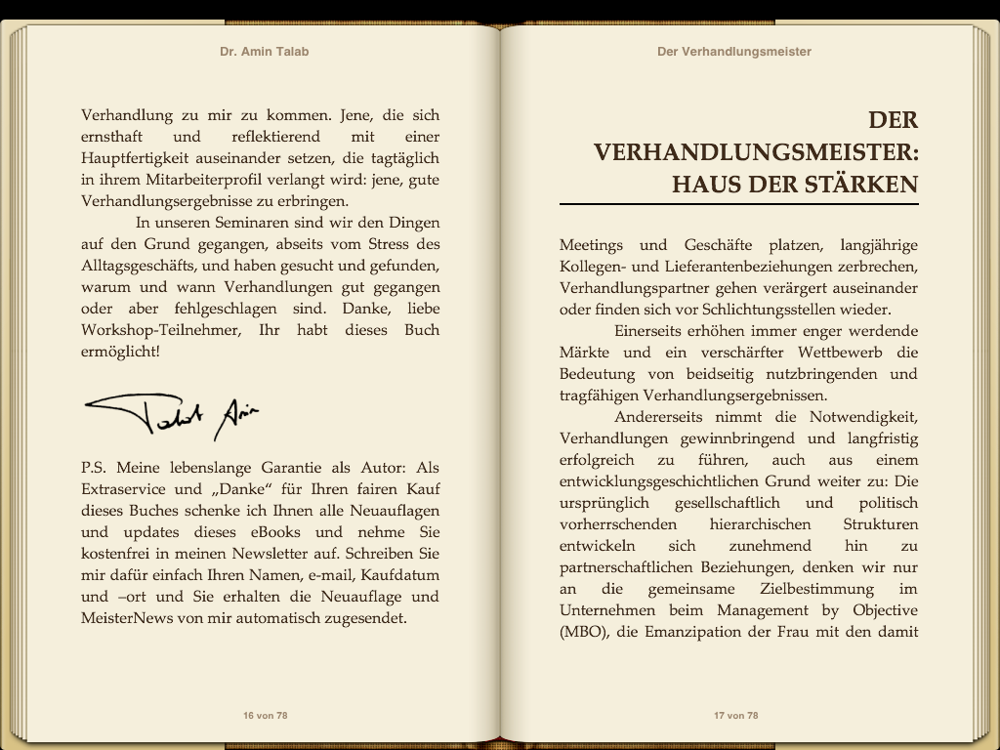 Dr. Amin Talab
Verhandlung zu mir zu kommen. Jene, die sich
ernsthaft und reflektierend mit einer
Hauptfertigkeit auseinander setzen, die tagtäglich
in ihrem Mitarbeiterprofil verlangt wird: jene, gute
Verhandlungsergebnisse zu erbringen.
In unseren Seminaren sind wir den Dingen
auf den Grund gegangen, abseits vom Stress des
Alltagsgeschäfts, und haben gesucht und gefunden,
warum und wann Verhandlungen gut gegangen
oder aber fehlgeschlagen sind. Danke, liebe
Workshop-Teilnehmer, Ihr habt dieses Buch
ermöglicht!
Talab Amin
P.S. Meine lebenslange Garantie als Autor: Als
Extraservice und „Danke“ für Ihren fairen Kauf
dieses Buches schenke ich Ihnen alle Neuauflagen
und updates dieses eBooks und nehme Sie
kostenfrei in meinen Newsletter auf. Schreiben Sie
mir dafür einfach Ihren Namen, e-mail, Kaufdatum
und –ort und Sie erhalten die Neuauflage und
MeisterNews von mir automatisch zugesendet.
16 von 78
Der Verhandlungsmeister
DER
VERHANDLUNGSMEISTER:
HAUS DER STÄRKEN
Meetings und Geschäfte platzen, langjährige
Kollegen- und Lieferantenbeziehungen zerbrechen,
Verhandlungspartner gehen verärgert auseinander
oder finden sich vor Schlichtungsstellen wieder.
Einerseits erhöhen immer enger werdende
Märkte und ein verschärfter Wettbewerb die
Bedeutung von beidseitig nutzbringenden und
tragfähigen Verhandlungsergebnissen.
Andererseits nimmt die Notwendigkeit,
Verhandlungen gewinnbringend und langfristig
erfolgreich zu führen, auch aus einem
entwicklungsgeschichtlichen Grund weiter zu: Die
ursprünglich gesellschaftlich und politisch
vorherrschenden hierarchischen Strukturen
entwickeln sich zunehmend hin zu
partnerschaftlichen Beziehungen, denken wir nur
an die gemeinsame Zielbestimmung im
Unternehmen beim Management by Objective
(MBO), die Emanzipation der Frau mit den damit
17 von 78